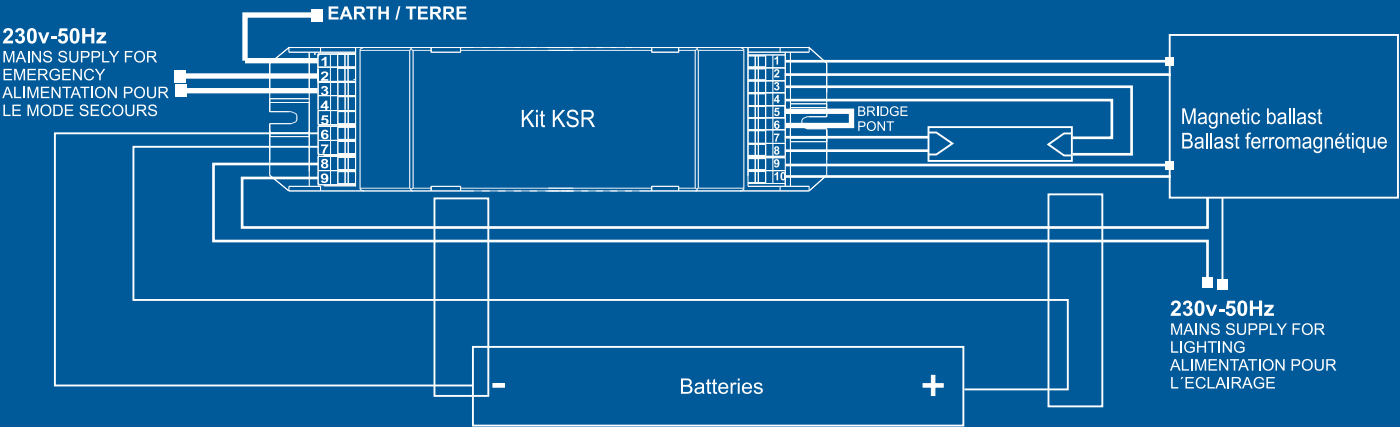 EARTH / TERRE
230v-50Hz
MAINS SUPPLY FOR
EMERGENCY
ALIMENTATION POUR
LE MODE SECOURS
1
2
3
4
5
6
7
8
9
Kit KSR
1
2
3
4
5
6
7
8
9
10
BRIDGE
PONT
Magnetic ballast
Ballast ferromagnétique
230v-50Hz
MAINS SUPPLY FOR
LIGHTING
ALIMENTATION POUR
L´ECLAIRAGE
- Batteries +